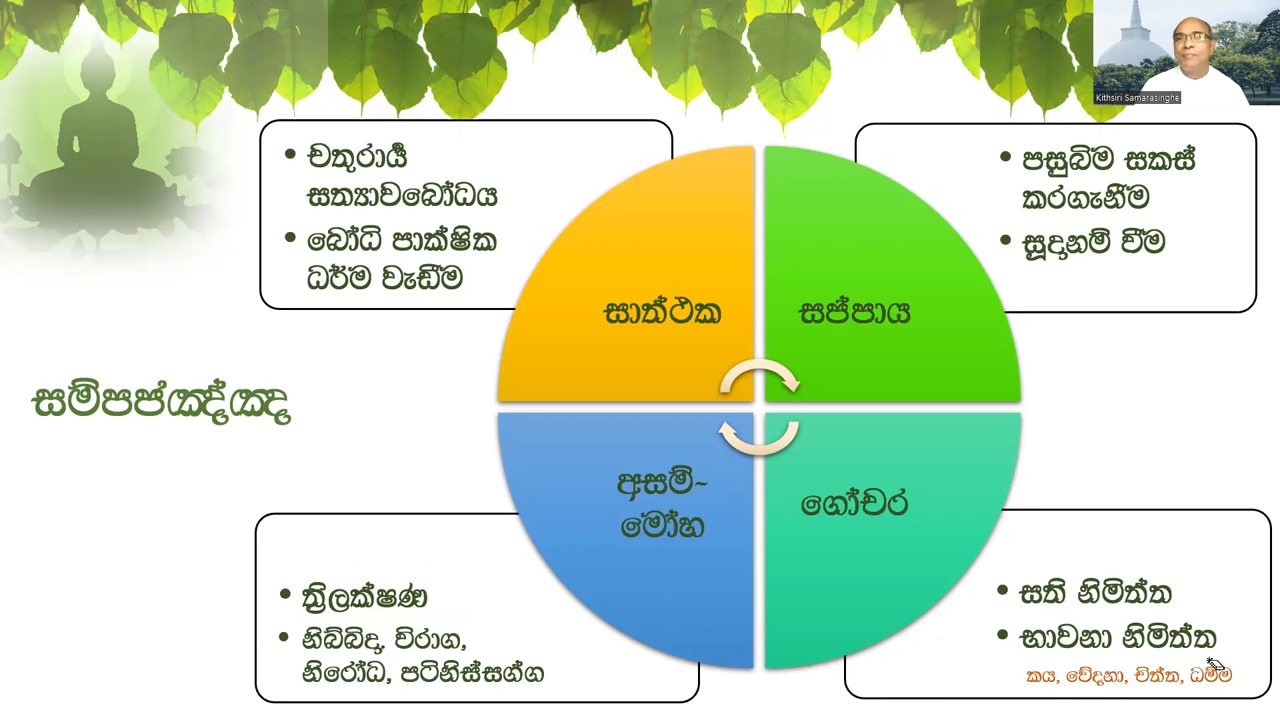 Kithsiri Samarasinghe
• චතුරාර්‍ය
සත්‍යාවබෝධය
• බෝධි පාක්ෂික
ධර්ම වැඩීම
• පසුබිම සකස්
කරගැනීම
• සූදානම් වීම
සාත්ථක
සප්පාය
සම්පජඤ්ඤ
අසම්-
මෝහ
ගෝචර
• ත්‍රිලක්ෂණ
• නිබ්බිදා, විරාග,
නිරෝධ, පටිනිස්සග්ග
• සති නිමිත්ත
• භාවනා නිමිත්ත
කය, වේදනා, චිත්ත, ධම්ම